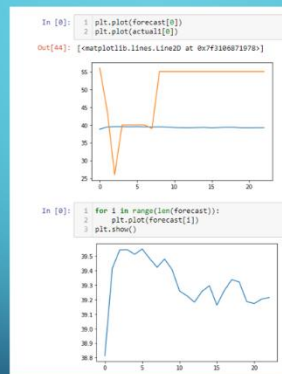 In [0]: 1 plt.plot(forecast[0])
2 plt.plot(actual1[0])
Out[44]: [<matplotlib.lines.Line2D at 0x7f3106871978>]
55
50
45
40
35
30
25
0 5 10 15 20
In [0]: 1 for i in range(len(forecast)):
2 plt.plot(forecast[i])
3 plt.show()
39.5
39.4
39.3
39.2
39.1
39.0
38.9
38.8
0 5 10 15 20